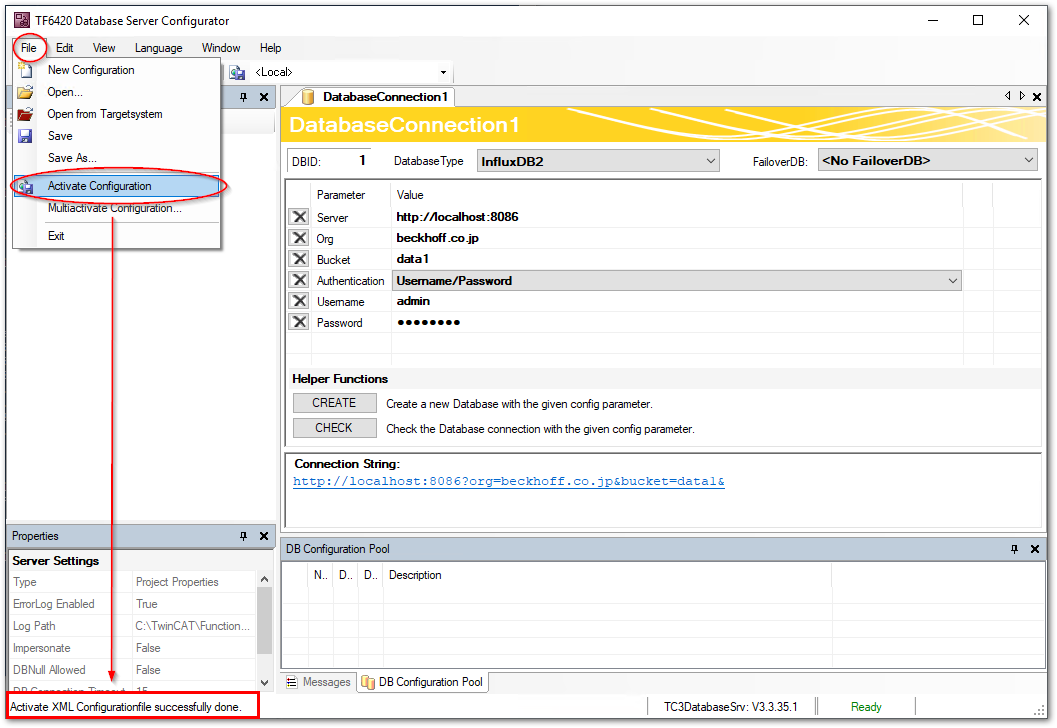 TF6420 Database Server Configurator
File Edit View Language Window Help
New Configuration
Open...
Open from Targetsystem
Save
Save As...
Activate Configuration
Multiactivate Configuration...
Exit
<Local>
DatabaseConnection1
DatabaseConnection1
DBID: 1 DatabaseType InfluxDB2 FailoverDB: <No FailoverDB>
Parameter Value
Server http://localhost:8086
Org beckhoff.co.jp
Bucket data1
Authentication Username/Password
Username admin
Password ●●●●●●●●
Helper Functions
CREATE Create a new Database with the given config parameter.
CHECK Check the Database connection with the given config parameter.
Connection String:
http://localhost:8086?org=beckhoff.co.jp&bucket=data1&
Properties
Server Settings
Type Project Properties
ErrorLog Enabled True
Log Path C:\TwinCAT\Function...
Impersonate False
DBNull Allowed False
DB Connection Timeout 15
DB Configuration Pool
N.. D.. D.. Description
Messages DB Configuration Pool
Activate XML Configurationfile successfully done.
TC3DatabaseSrv: V3.3.35.1 Ready